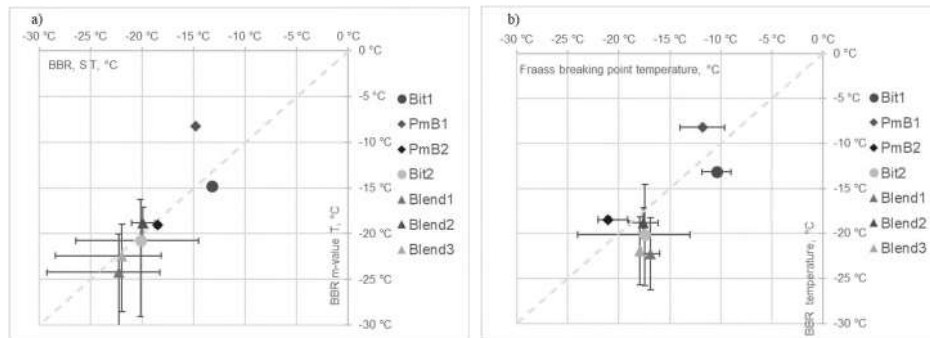 a)
-30 °C -25 °C -20 °C -15 °C -10 °C -5 °C 0 °C
0 °C
BBR, S T, °C
-5 °C
-10 °C
-15 °C
-20 °C
-25 °C
-30 °C
BBR m-value T, °C
Bit1
PmB1
PmB2
Bit2
Blend1
Blend2
Blend3
b)
-30 °C -25 °C -20 °C -15 °C -10 °C -5 °C 0 °C
0 °C
Fraass breaking point temperature, °C
-5 °C
-10 °C
-15 °C
-20 °C
-25 °C
-30 °C
BBR temperature, °C
Bit1
PmB1
PmB2
Bit2
Blend1
Blend2
Blend3